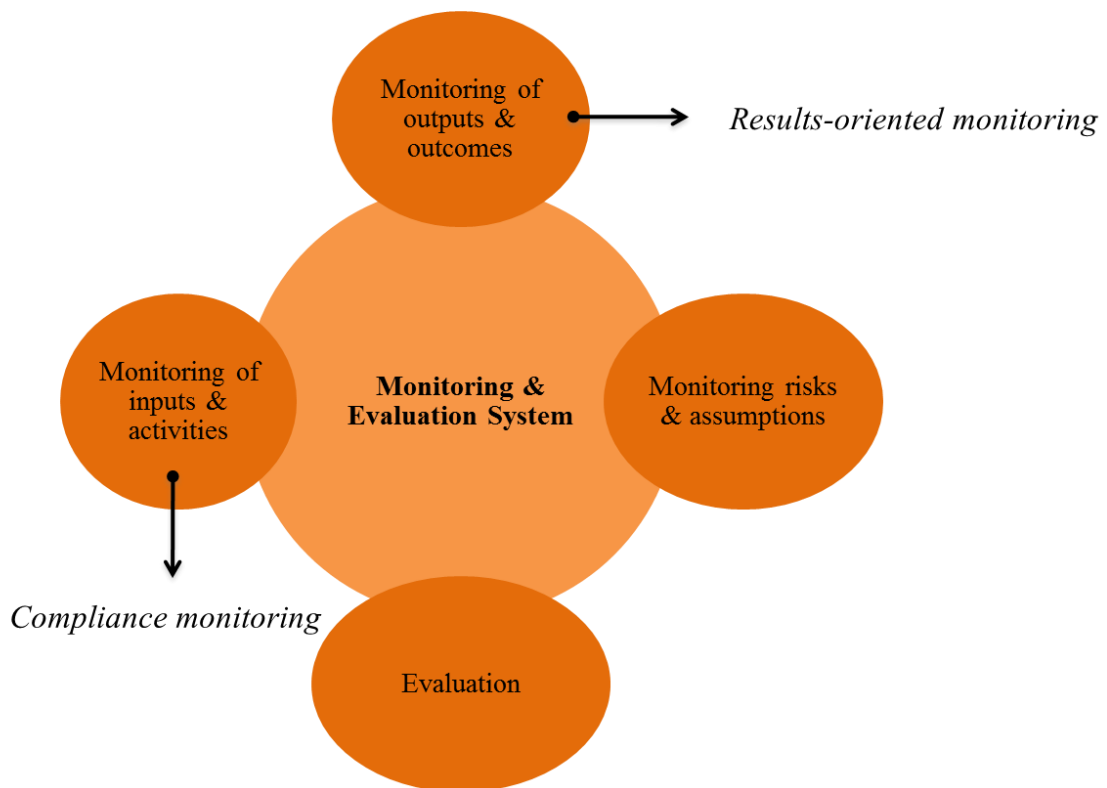 Monitoring of
outputs &
outcomes
Results-oriented monitoring
Monitoring of
inputs &
activities
Monitoring &
Evaluation System
Monitoring risks
& assumptions
Compliance monitoring
Evaluation